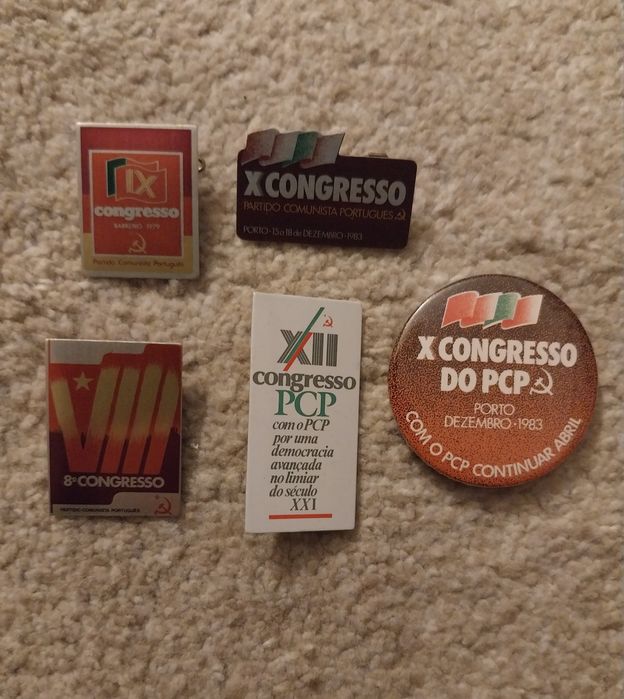 IX
congresso
BARREIRO 1979
Partido Comunista Português
X CONGRESSO
PARTIDO COMUNISTA PORTUGUÊS
PORTO • 15 a 18 de DEZEMBRO • 1983
VIII
8º CONGRESSO
PARTIDO COMUNISTA PORTUGUÊS
XII
congresso
PCP
com o PCP
por uma
democracia
avançada
no limiar
do século
XXI
X CONGRESSO
DO PCP
PORTO
DEZEMBRO • 1983
COM O PCP CONTINUAR ABRIL